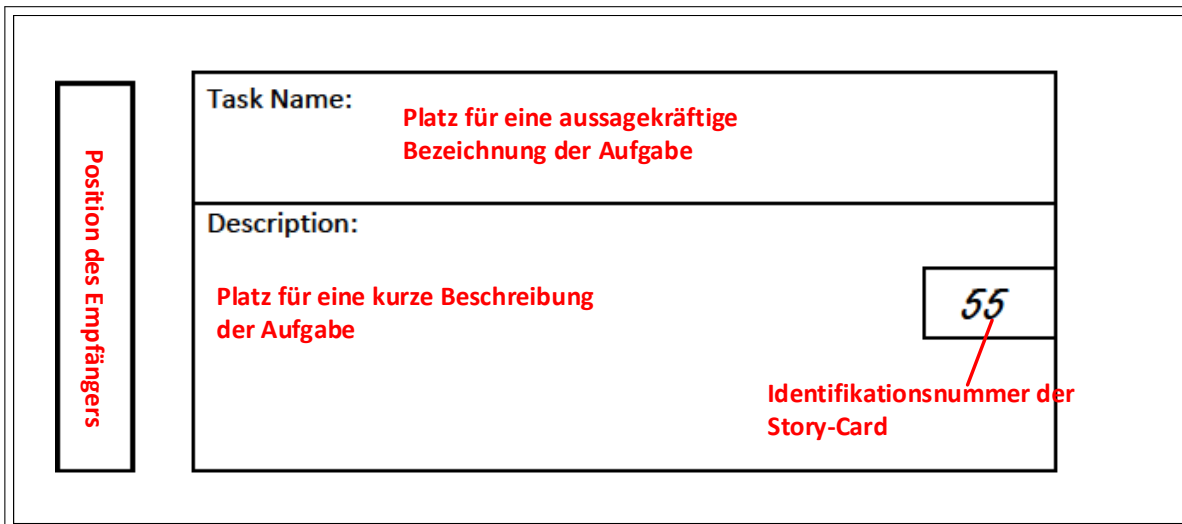 Position des Empfängers
Task Name:
Platz für eine aussagekräftige
Bezeichnung der Aufgabe
Description:
Platz für eine kurze Beschreibung
der Aufgabe
55
Identifikationsnummer der
Story-Card